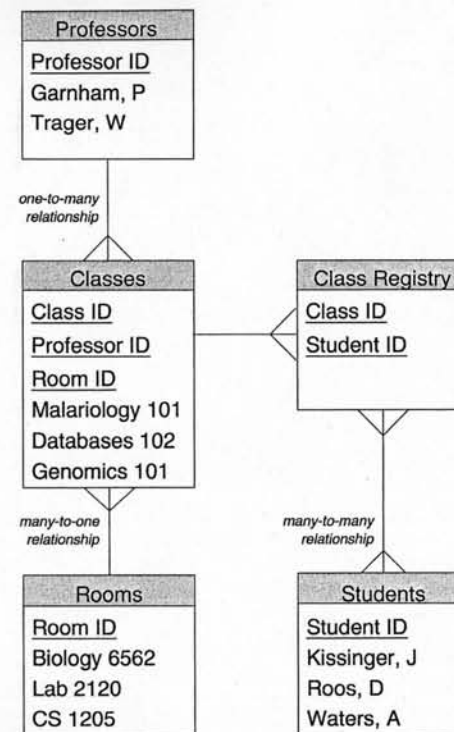 Professors
Professor ID
Garnham, P
Trager, W
one-to-many
relationship
Classes
Class ID
Professor ID
Room ID
Malariology 101
Databases 102
Genomics 101
Class Registry
Class ID
Student ID
many-to-one
relationship
many-to-many
relationship
Rooms
Room ID
Biology 6562
Lab 2120
CS 1205
Students
Student ID
Kissinger, J
Roos, D
Waters, A